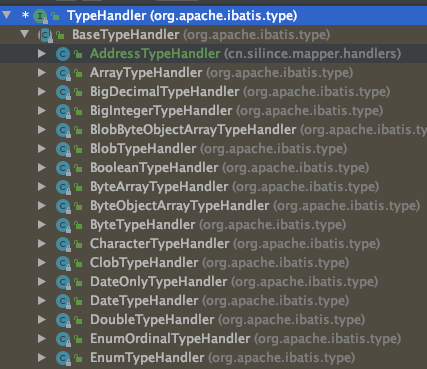 * TypeHandler (org.apache.ibatis.type)
BaseTypeHandler (org.apache.ibatis.type)
AddressTypeHandler (cn.silince.mapper.handlers)
ArrayTypeHandler (org.apache.ibatis.type)
BigDecimalTypeHandler (org.apache.ibatis.type)
BigIntegerTypeHandler (org.apache.ibatis.type)
BlobByteObjectArrayTypeHandler (org.apache.ibatis.ty
BlobTypeHandler (org.apache.ibatis.type)
BooleanTypeHandler (org.apache.ibatis.type)
ByteArrayTypeHandler (org.apache.ibatis.type)
ByteObjectArrayTypeHandler (org.apache.ibatis.type)
ByteTypeHandler (org.apache.ibatis.type)
CharacterTypeHandler (org.apache.ibatis.type)
ClobTypeHandler (org.apache.ibatis.type)
DateOnlyTypeHandler (org.apache.ibatis.type)
DateTypeHandler (org.apache.ibatis.type)
DoubleTypeHandler (org.apache.ibatis.type)
EnumOrdinalTypeHandler (org.apache.ibatis.type)
EnumTypeHandler (org.apache.ibatis.type)